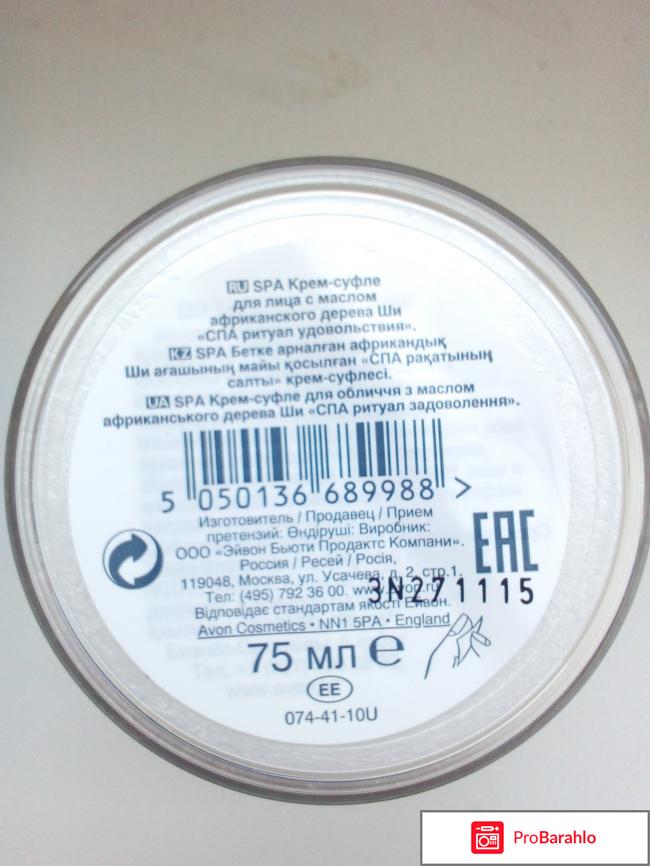 RU SPA Крем-суфле
для лица с маслом
африканского дерева Ши
«СПА ритуал удовольствия».
KZ SPA Бетке арналған африкандық
Ши ағашының майы қосылған «СПА рақатының
салты» крем-суфлесі.
UA SPA Крем-суфле для обличчя з маслом
африканського дерева Ши «СПА ритуал задоволення».
5 050136 689988 >
Изготовитель / Продавец / Прием
претензий: Өндіруші: Виробник:
ООО «Эйвон Бьюти Продактс Компани».
Россия / Ресей / Росія,
119048, Москва, ул. Усачева, д. 2, стр.1.
Тел: (495) 792 36 00. www.avon.ru
EAC
3N271115
Відповідає стандартам якості Ейвон.
Avon Cosmetics • NN1 5PA • England
75 мл e
EE
074-41-10U
ProBarahlo